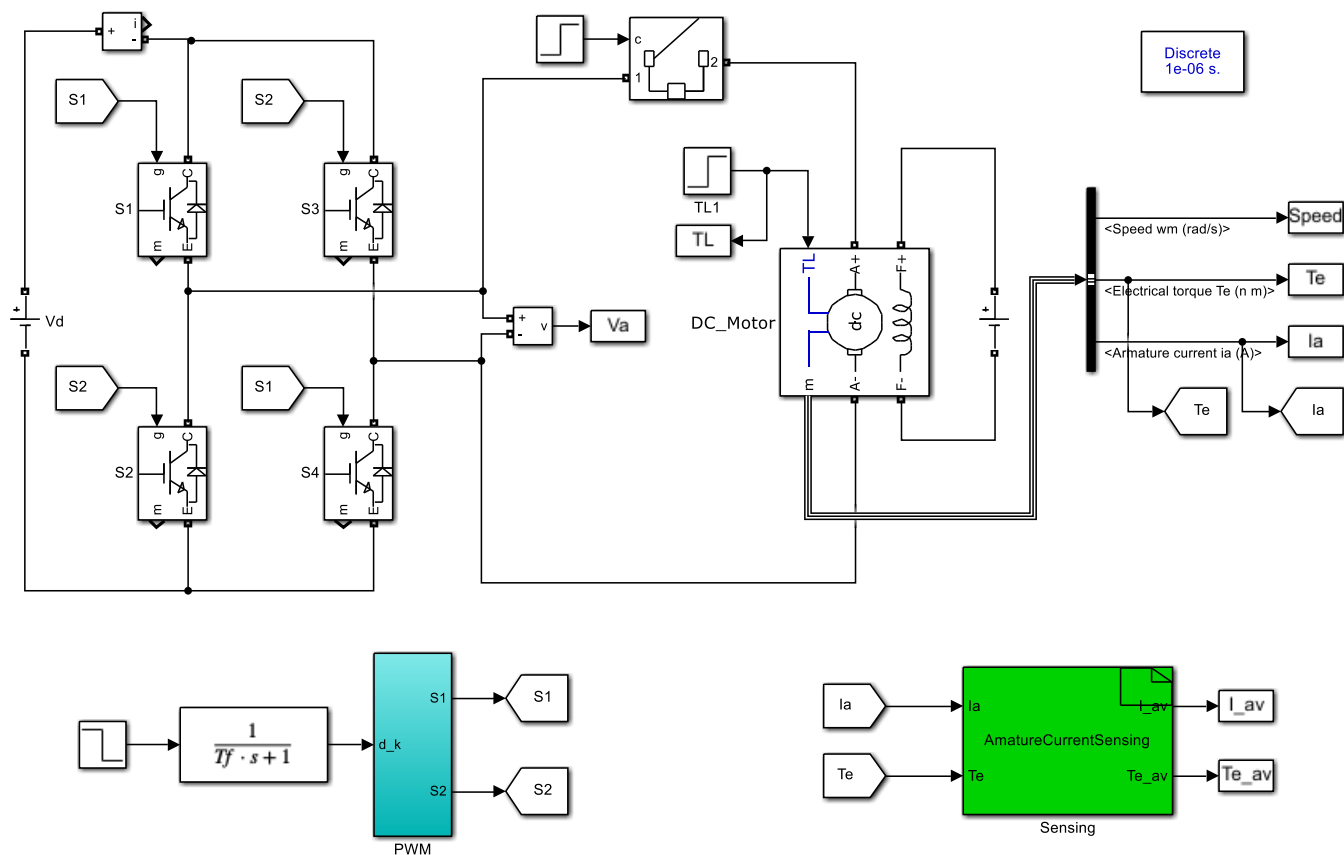 i
+
-
c
1
2
Discrete
1e-06 s.
S1
S2
g
C
S1
m
E
g
C
S3
m
E
TL1
TL
Speed
<Speed wm (rad/s)>
TL
A+
F+
Te
<Electrical torque Te (n m)>
+
Vd
+
-
v
Va
DC_Motor
dc
+
Ia
<Armature current ia (A)>
m
A-
F-
S2
S1
Te
Ia
g
C
S2
m
E
g
C
S4
m
E
1
Tf · s + 1
d_k
S1
S2
PWM
S1
S2
Ia
Te
Ia
I_av
AmatureCurrentSensing
Te
Te_av
Sensing
I_av
Te_av